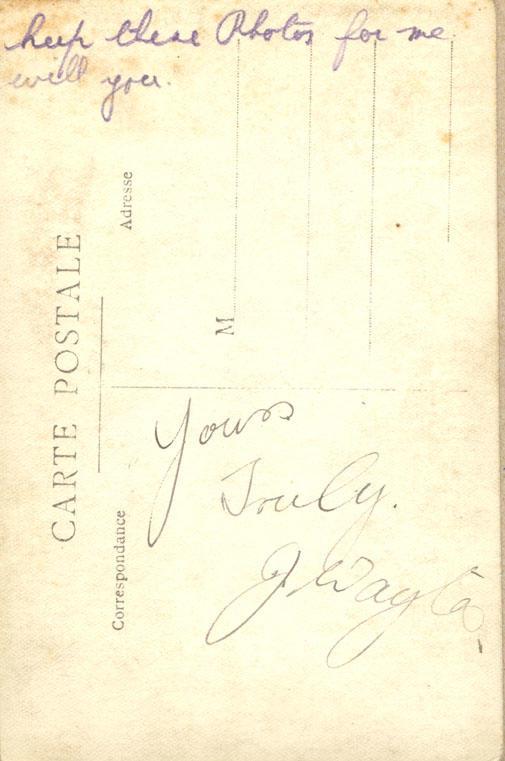 keep these Photos for me
will you.
CARTE POSTALE
Adresse
M
Correspondance
Yours
Truly.
J.